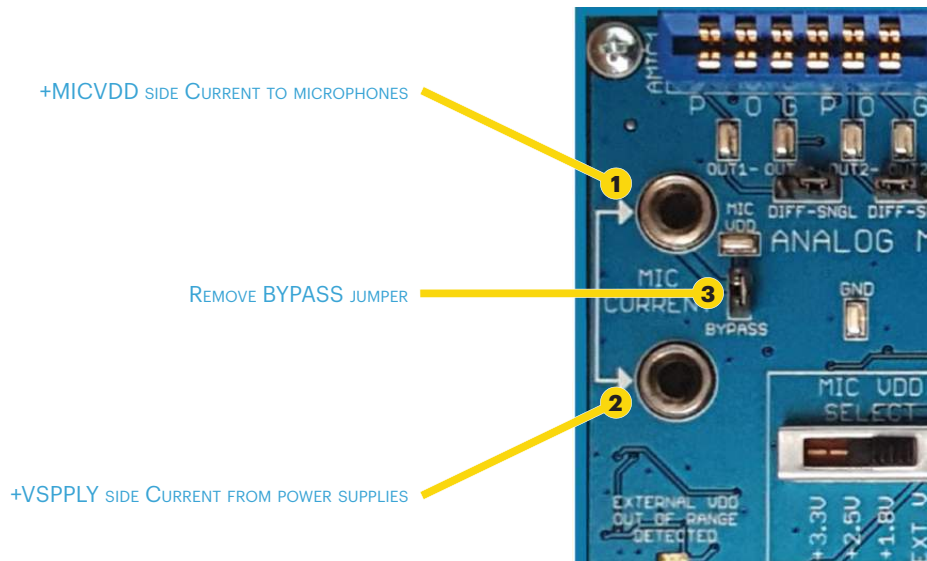 +MICVDD SIDE CURRENT TO MICROPHONES
REMOVE BYPASS JUMPER
+VSPPLY SIDE CURRENT FROM POWER SUPPLIES
1
2
3
P O G P O G
OUT1- OUT OUT2- OUT2
DIFF-SNGL DIFF-S
MIC
VDD
ANALOG M
MIC
CURRENT
BYPASS
GND
MIC VDD
SELECT
+3.3V
+2.5V
+1.8V
EXT V
EXTERNAL VDD
OUT OF RANGE
DETECTED